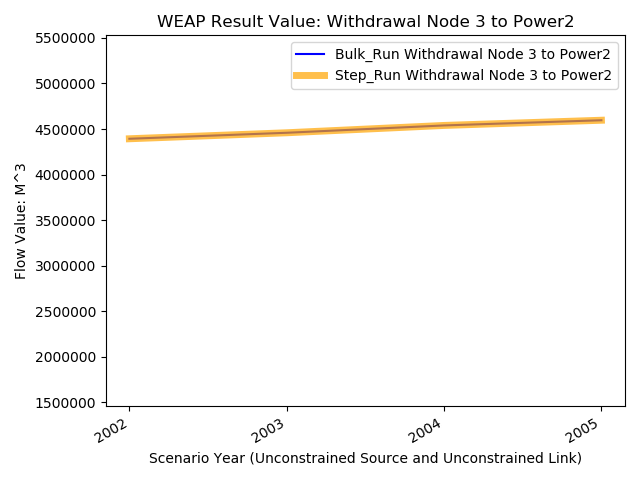 WEAP Result Value: Withdrawal Node 3 to Power2
Bulk_Run Withdrawal Node 3 to Power2
Step_Run Withdrawal Node 3 to Power2
Flow Value: M^3
5500000
5000000
4500000
4000000
3500000
3000000
2500000
2000000
1500000
2002
2003
2004
2005
Scenario Year (Unconstrained Source and Unconstrained Link)